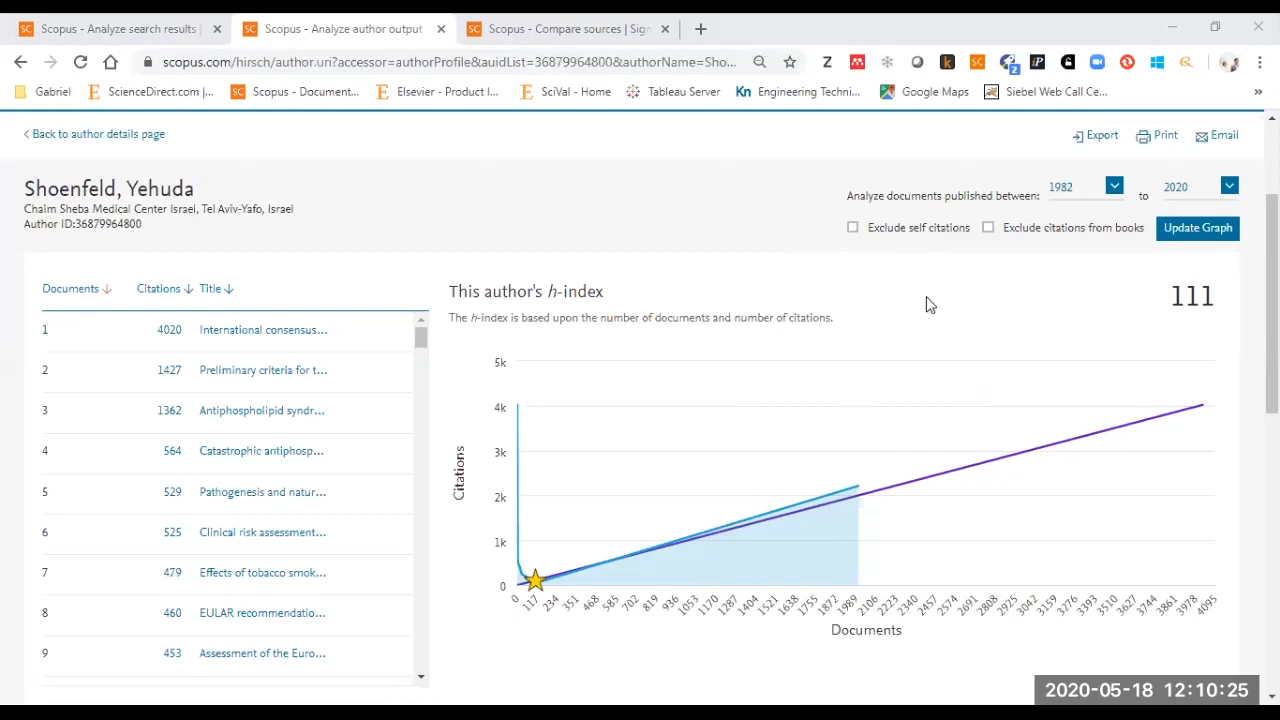 Scopus - Analyze search results |
Scopus - Analyze author output
Scopus - Compare sources | Sign
scopus.com/hirsch/author.uri?accessor=authorProfile&auidList=36879964800&authorName=Sho...
Gabriel
ScienceDirect.com |...
Scopus - Document...
Elsevier - Product I...
SciVal - Home
Tableau Server
Kn Engineering Techni...
Google Maps
Siebel Web Call Ce...
»
Back to author details page
Export
Print
Email
Shoenfeld, Yehuda
Chaim Sheba Medical Center Israel, Tel Aviv-Yafo, Israel
Author ID:36879964800
Analyze documents published between: 1982 to 2020
Exclude self citations
Exclude citations from books
Update Graph
Documents Citations Title
1 4020 International consensus...
2 1427 Preliminary criteria for t...
3 1362 Antiphospholipid syndr...
4 564 Catastrophic antiphosp...
5 529 Pathogenesis and natur...
6 525 Clinical risk assessment...
7 479 Effects of tobacco smok...
8 460 EULAR recommendatio...
9 453 Assessment of the Euro...
This author's h-index
111
The h-index is based upon the number of documents and number of citations.
5k
4k
3k
2k
1k
0
Citations
0 117 234 351 468 585 702 819 936 1053 1170 1287 1404 1521 1638 1755 1872 1989 2106 2223 2340 2457 2574 2691 2808 2925 3042 3159 3276 3393 3510 3627 3744 3861 3978 4095
Documents
2020-05-18 12:10:25